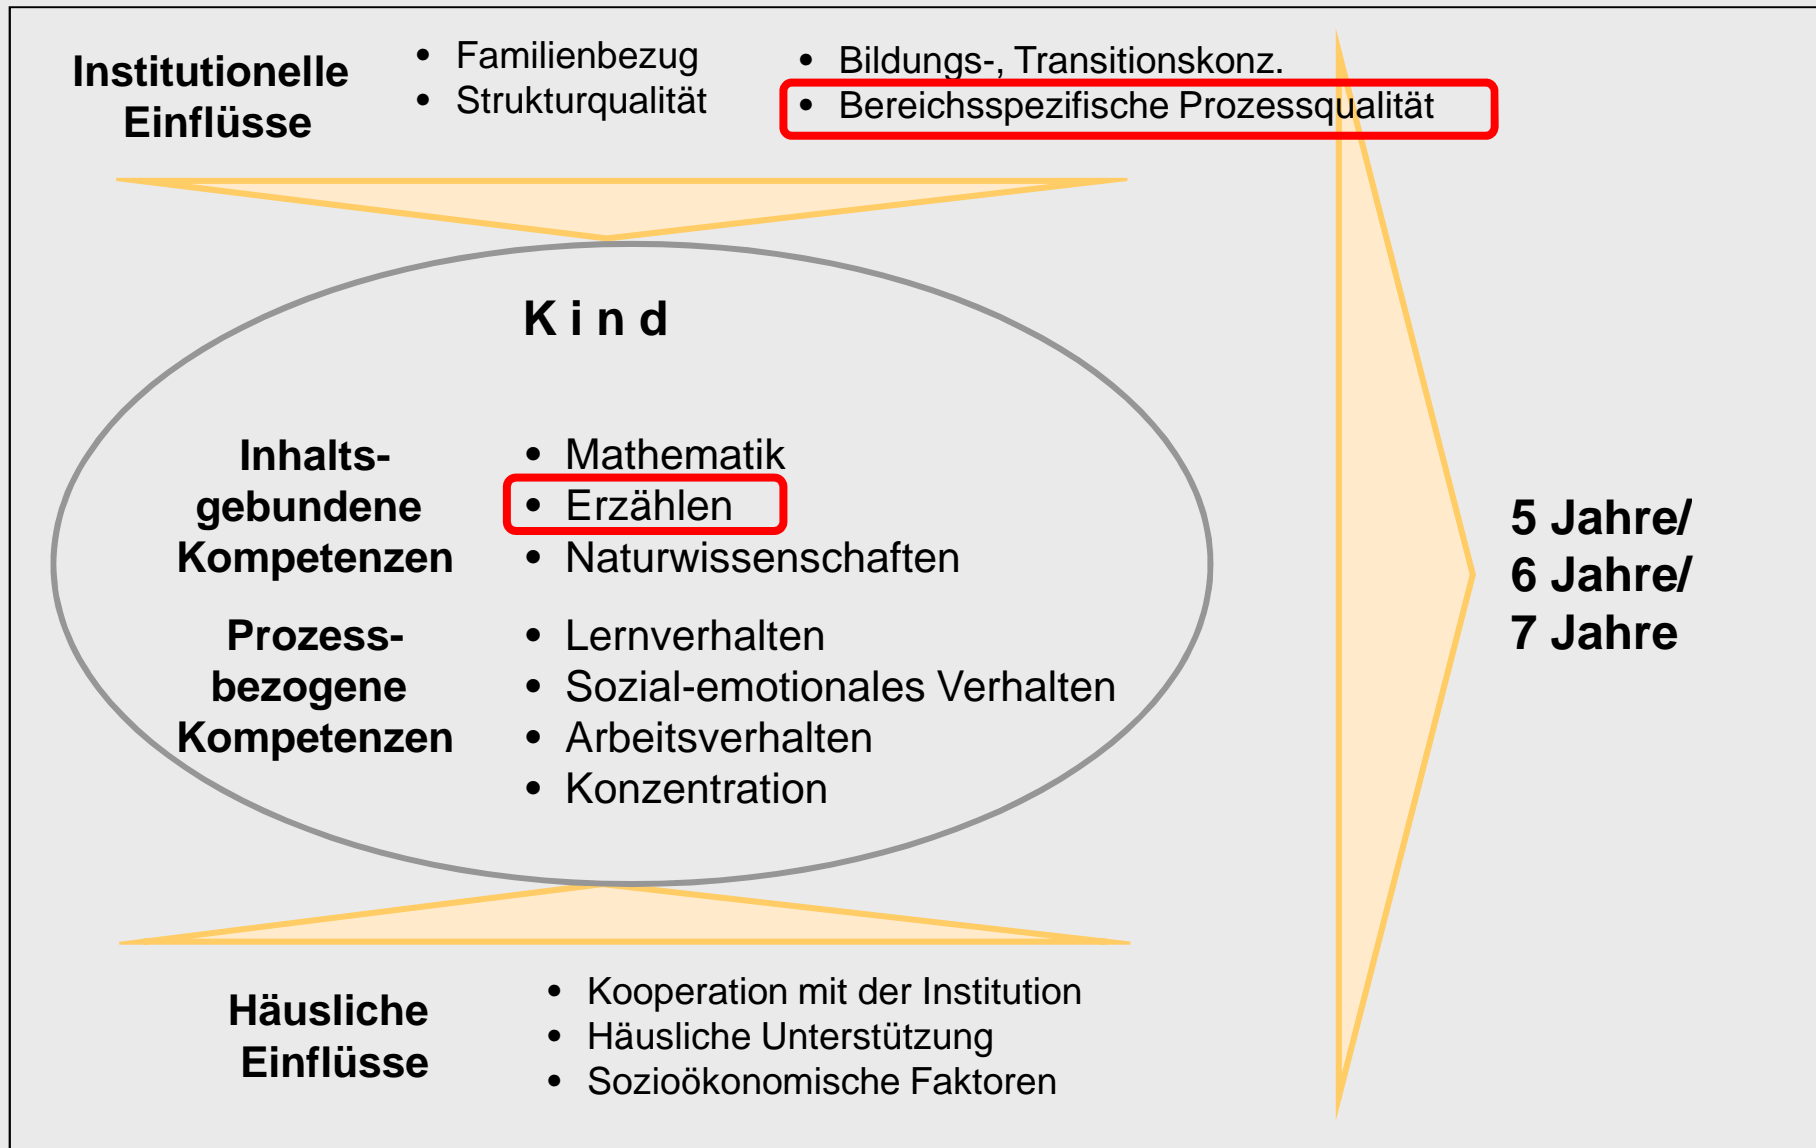 Institutionelle
Einflüsse
• Familienbezug
• Strukturqualität
• Bildungs-, Transitionskonz.
• Bereichsspezifische Prozessqualität
K i n d
Inhalts-
gebundene
Kompetenzen
• Mathematik
• Erzählen
• Naturwissenschaften
Prozess-
bezogene
Kompetenzen
• Lernverhalten
• Sozial-emotionales Verhalten
• Arbeitsverhalten
• Konzentration
5 Jahre/
6 Jahre/
7 Jahre
Häusliche
Einflüsse
• Kooperation mit der Institution
• Häusliche Unterstützung
• Sozioökonomische Faktoren